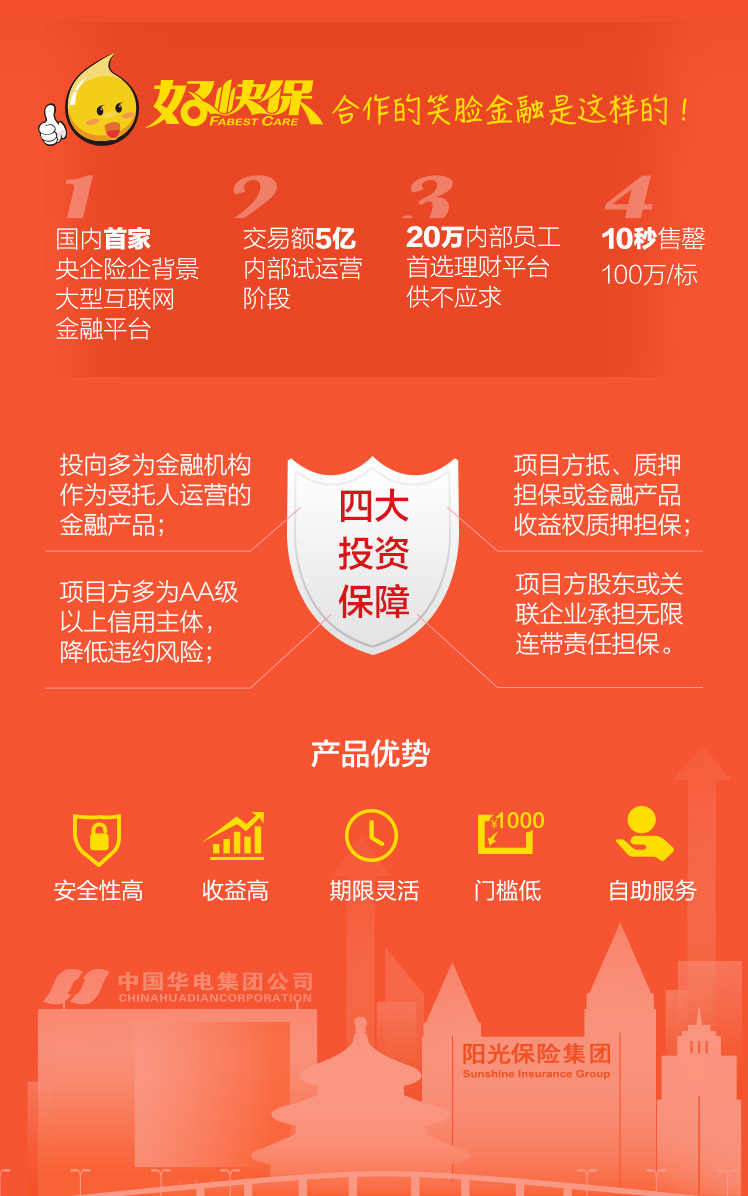 好快保
FABEST CARE
合作的笑脸金融是这样的！
1
国内首家
央企险企背景
大型互联网
金融平台
2
交易额5亿
内部试运营
阶段
3
20万内部员工
首选理财平台
供不应求
4
10秒售罄
100万/标
四大
投资
保障
投向多为金融机构
作为受托人运营的
金融产品；
项目方抵、质押
担保或金融产品
收益权质押担保；
项目方多为AA级
以上信用主体，
降低违约风险；
项目方股东或关
联企业承担无限
连带责任担保。
产品优势
¥1000
安全性高
收益高
期限灵活
门槛低
自助服务
中国华电集团公司
CHINAHUADIANCORPORATION
阳光保险集团
Sunshine Insurance Group